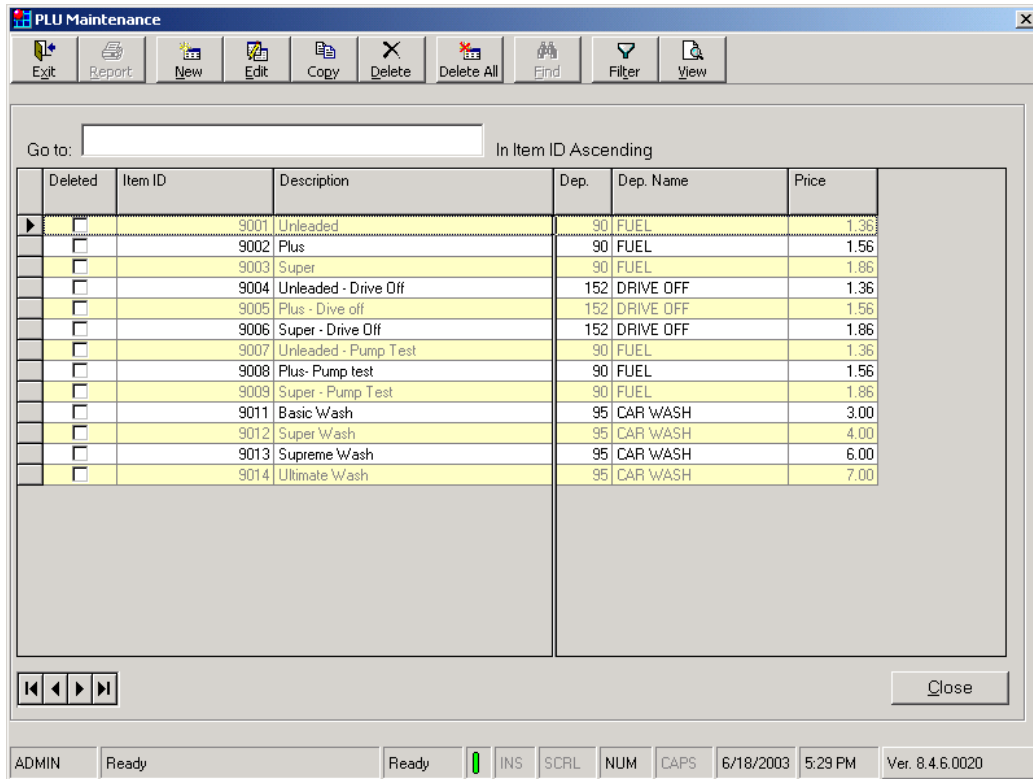 PLU Maintenance
Exit Report New Edit Copy Delete Delete All Find Filter View
Go to: In Item ID Ascending
Deleted Item ID Description Dep. Dep. Name Price
9001 Unleaded 90 FUEL 1.36
9002 Plus 90 FUEL 1.56
9003 Super 90 FUEL 1.86
9004 Unleaded - Drive Off 152 DRIVE OFF 1.36
9005 Plus - Dive off 152 DRIVE OFF 1.56
9006 Super - Drive Off 152 DRIVE OFF 1.86
9007 Unleaded - Pump Test 90 FUEL 1.36
9008 Plus- Pump test 90 FUEL 1.56
9009 Super - Pump Test 90 FUEL 1.86
9011 Basic Wash 95 CAR WASH 3.00
9012 Super Wash 95 CAR WASH 4.00
9013 Supreme Wash 95 CAR WASH 6.00
9014 Ultimate Wash 95 CAR WASH 7.00
Close
ADMIN Ready Ready INS SCRL NUM CAPS 6/18/2003 5:29 PM Ver. 8.4.6.0020